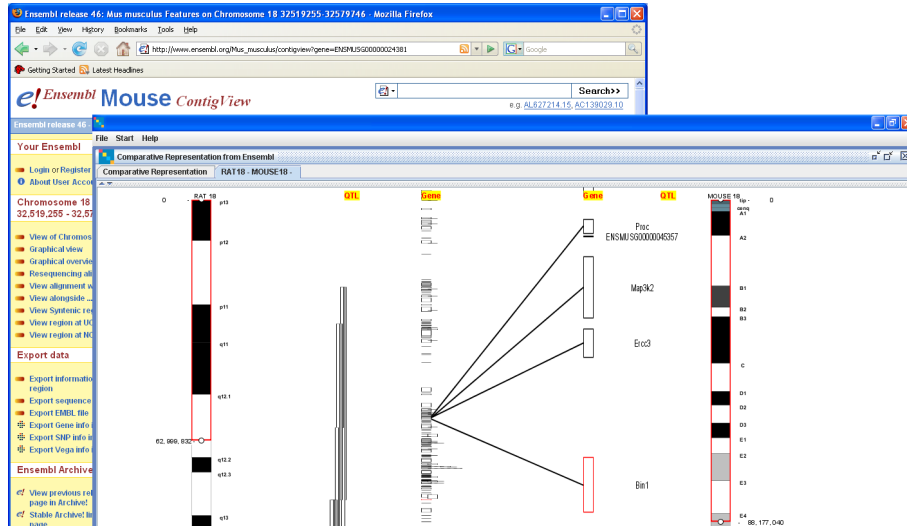 Ensembl release 46: Mus musculus Features on Chromosome 18 32519255-32579746 - Mozilla Firefox
File Edit View History Bookmarks Tools Help
http://www.ensembl.org/Mus_musculus/contigview?gene=ENSMUSG00000024381
Google
Getting Started Latest Headlines
e! Ensembl Mouse ContigView
Search>>
e.g. AL627214.15, AC139029.10
Ensembl release 46 -
File Start Help
Your Ensembl
Comparative Representation from Ensembl
Login or Register
Comparative Representation RAT18 - MOUSE18 -
About User Accou
Chromosome 18
32,519,255 - 32,57
View of Chromos
Graphical view
Graphical overvie
Resequencing ali
View alignment w
View alongside ...
View Syntenic re
View region at UC
View region at NC
Export data
Export informatio
region
Export sequence
Export EMBL file
Export Gene info i
Export SNP info i
Export Vega info i
Ensembl Archive
View previous rel
page in Archive!
Stable Archive! lin
page
0 RAT 18 QTL Gene Gene QTL MOUSE 18 0
p13
p12
p11
q11
q12.1
62,999,832
q12.2
q12.3
q13
Proc
ENSMUSG00000045357
Map3k2
Ercc3
Bin1
tip -
A1
A2
B1
B2
B3
C
D1
D2
D3
E1
E2
E3
E4
- 88,177,040